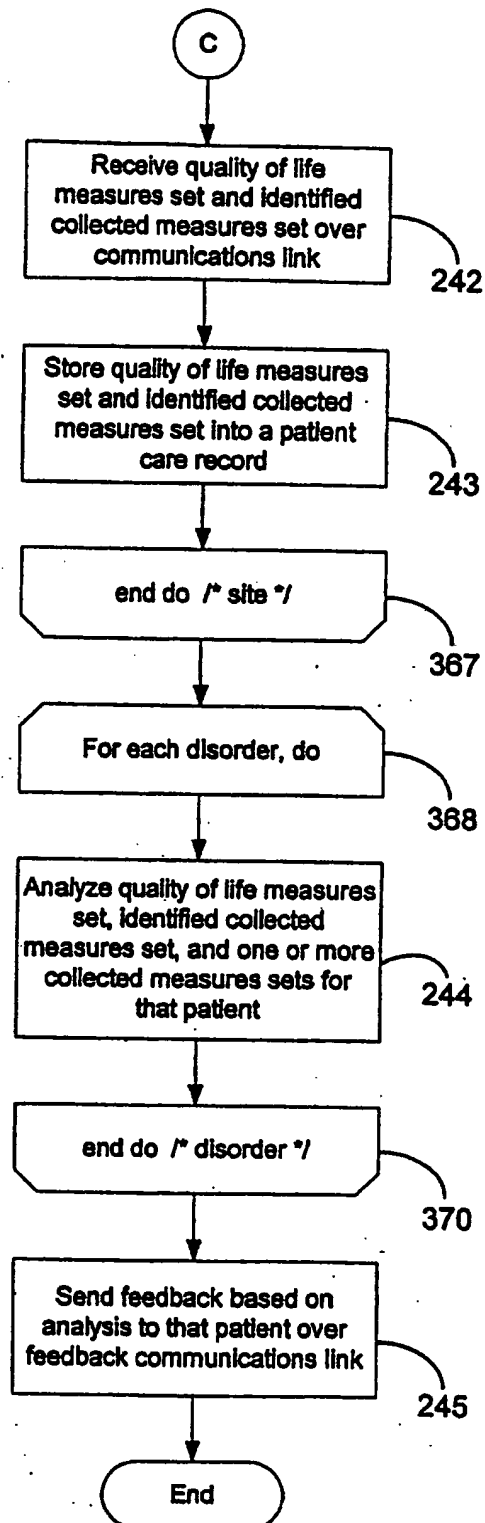 C
Receive quality of life
measures set and identified
collected measures set over
communications link
242
Store quality of life measures
set and identified collected
measures set into a patient
care record
243
end do /* site */
367
For each disorder, do
368
Analyze quality of life measures
set, identified collected
measures set, and one or more
collected measures sets for
that patient
244
end do /* disorder */
370
Send feedback based on
analysis to that patient over
feedback communications link
245
End